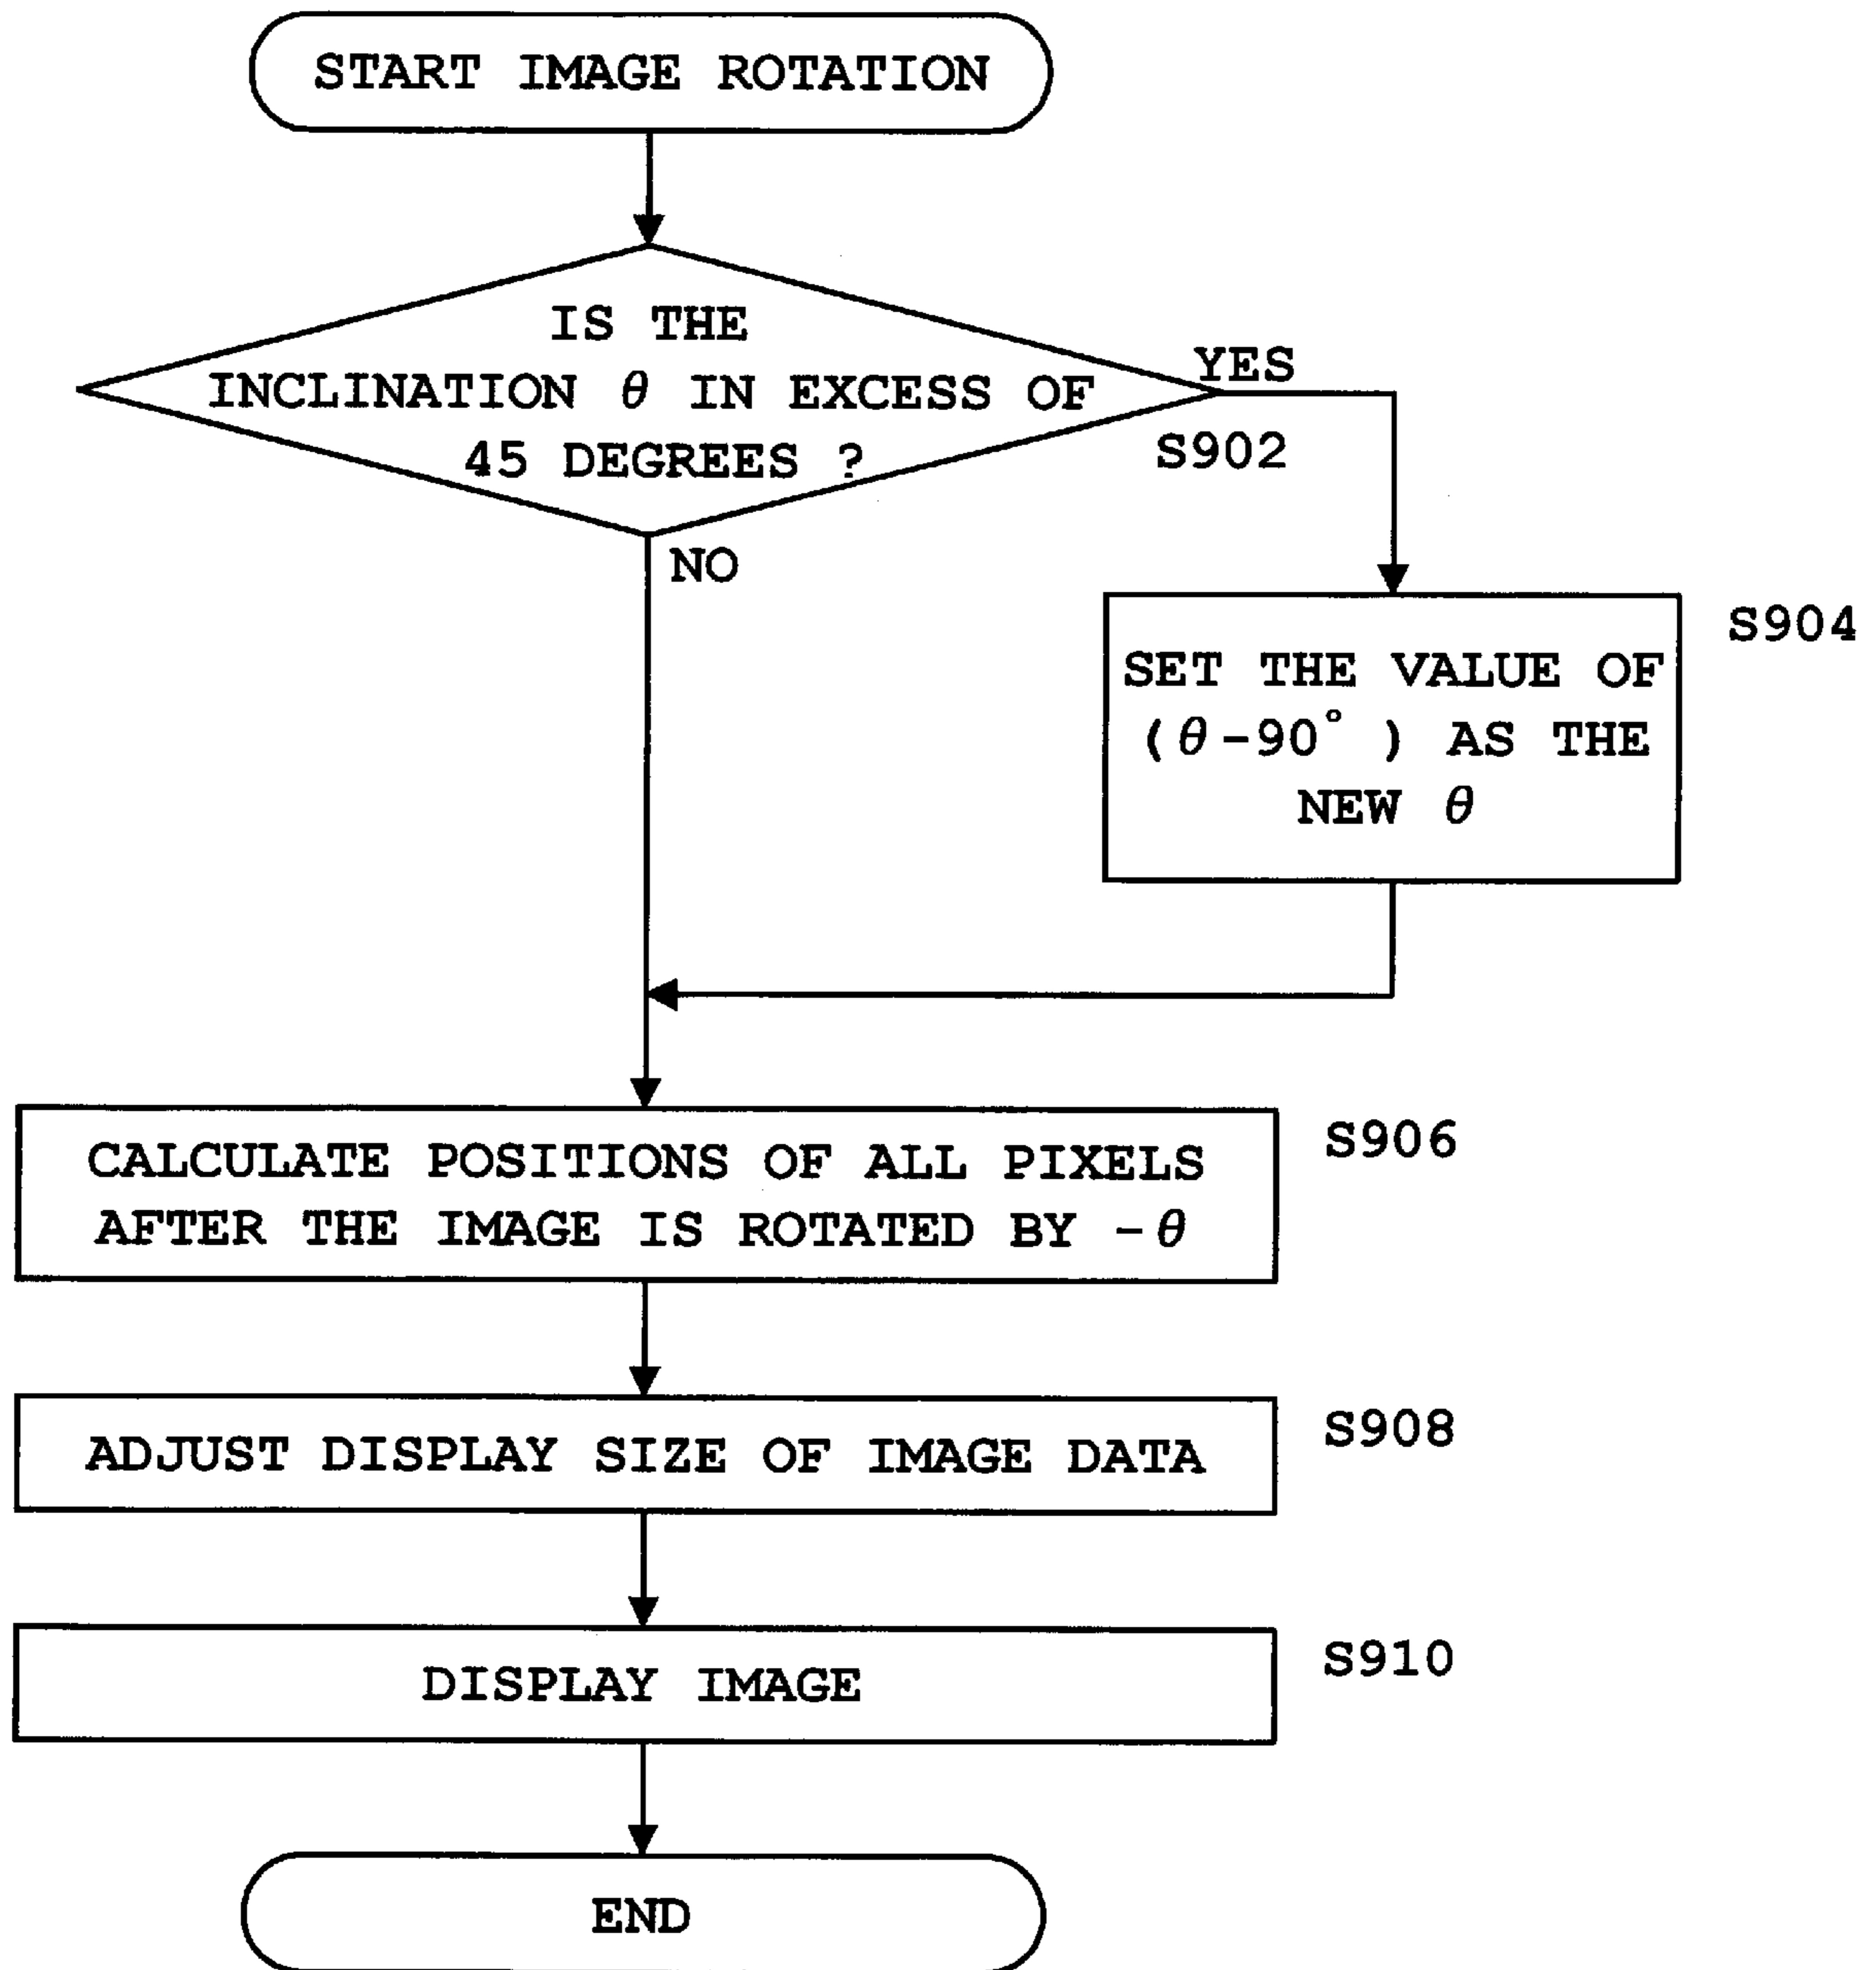 START IMAGE ROTATION
IS THE
INCLINATION θ IN EXCESS OF
45 DEGREES ?
YES
S902
NO
S904
SET THE VALUE OF
(θ-90° ) AS THE
NEW θ
S906
CALCULATE POSITIONS OF ALL PIXELS
AFTER THE IMAGE IS ROTATED BY -θ
S908
ADJUST DISPLAY SIZE OF IMAGE DATA
S910
DISPLAY IMAGE
END